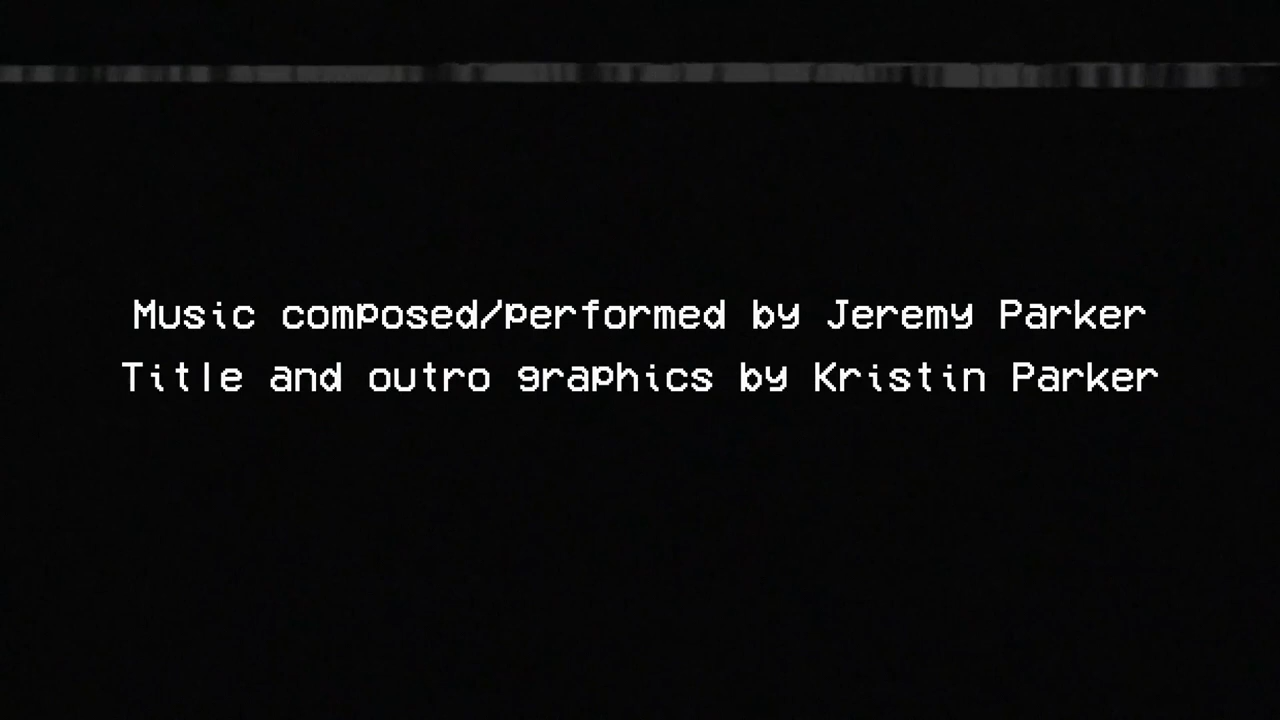 Music composed/performed by Jeremy Parker
Title and outro graphics by Kristin Parker